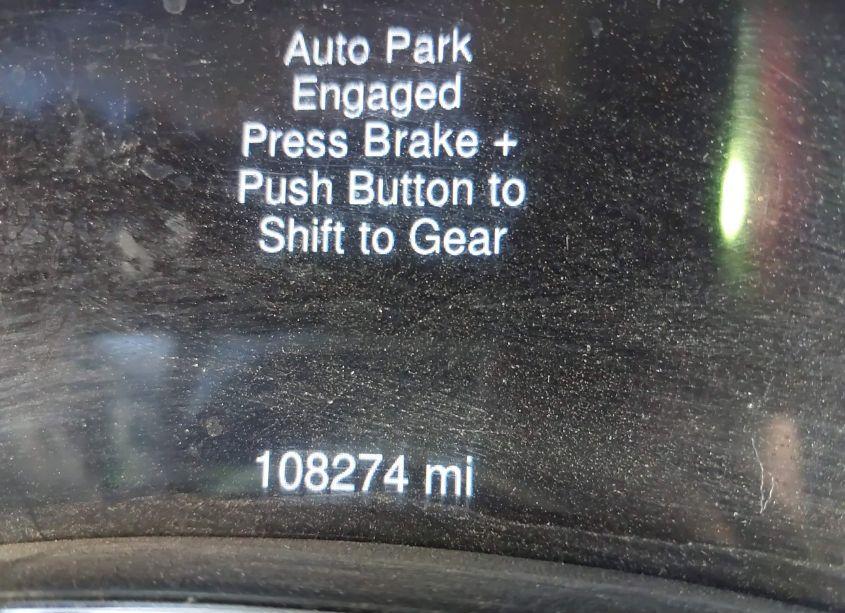 Auto Park
Engaged
Press Brake +
Push Button to
Shift to Gear
108274 mi